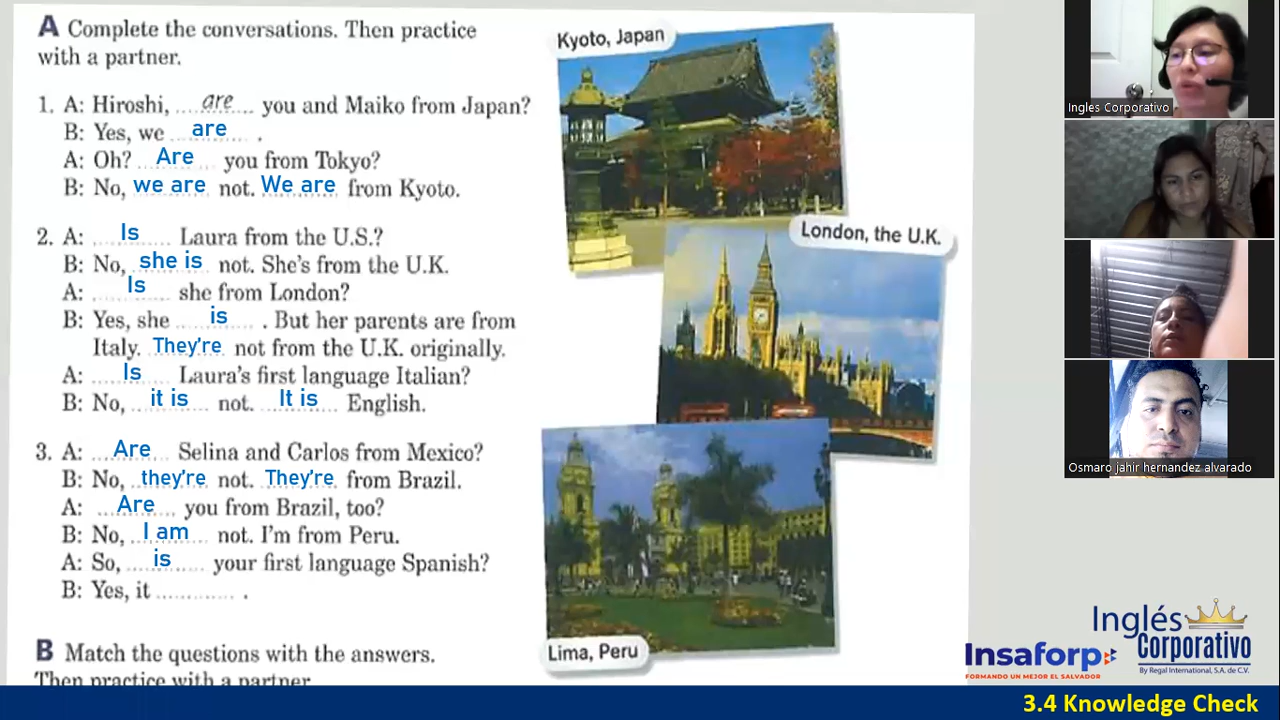 A Complete the conversations. Then practice
with a partner.
1. A: Hiroshi, are you and Maiko from Japan?
B: Yes, we are .
A: Oh? Are you from Tokyo?
B: No, we are not. We are from Kyoto.
2. A: Is Laura from the U.S.?
B: No, she is not. She's from the U.K.
A: Is she from London?
B: Yes, she is . But her parents are from
Italy. They're not from the U.K. originally.
A: Is Laura's first language Italian?
B: No, it is not. It is English.
3. A: Are Selina and Carlos from Mexico?
B: No, they're not. They're from Brazil.
A: Are you from Brazil, too?
B: No, I am not. I'm from Peru.
A: So, is your first language Spanish?
B: Yes, it ............ .
B Match the questions with the answers.
Then practice with a partner
Kyoto, Japan
London, the U.K.
Lima, Peru
Ingles Corporativo
Osmaro jahir hernandez alvarado
Insaforp
FORMANDO UN MEJOR EL SALVADOR
Inglés
Corporativo
By Regal International, S.A. de C.V.
3.4 Knowledge Check